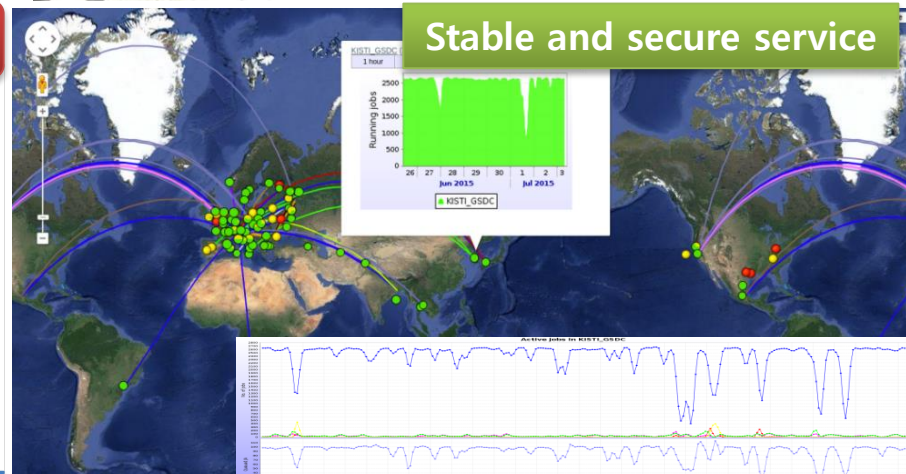 Stable and secure service
KISTI_GSDC
1 hour
Running jobs
2500
2000
1500
1000
500
0
26 27 28 29 30 1 2 3
Jun 2015 Jul 2015
KISTI_GSDC
Active jobs in KISTI_GSDC